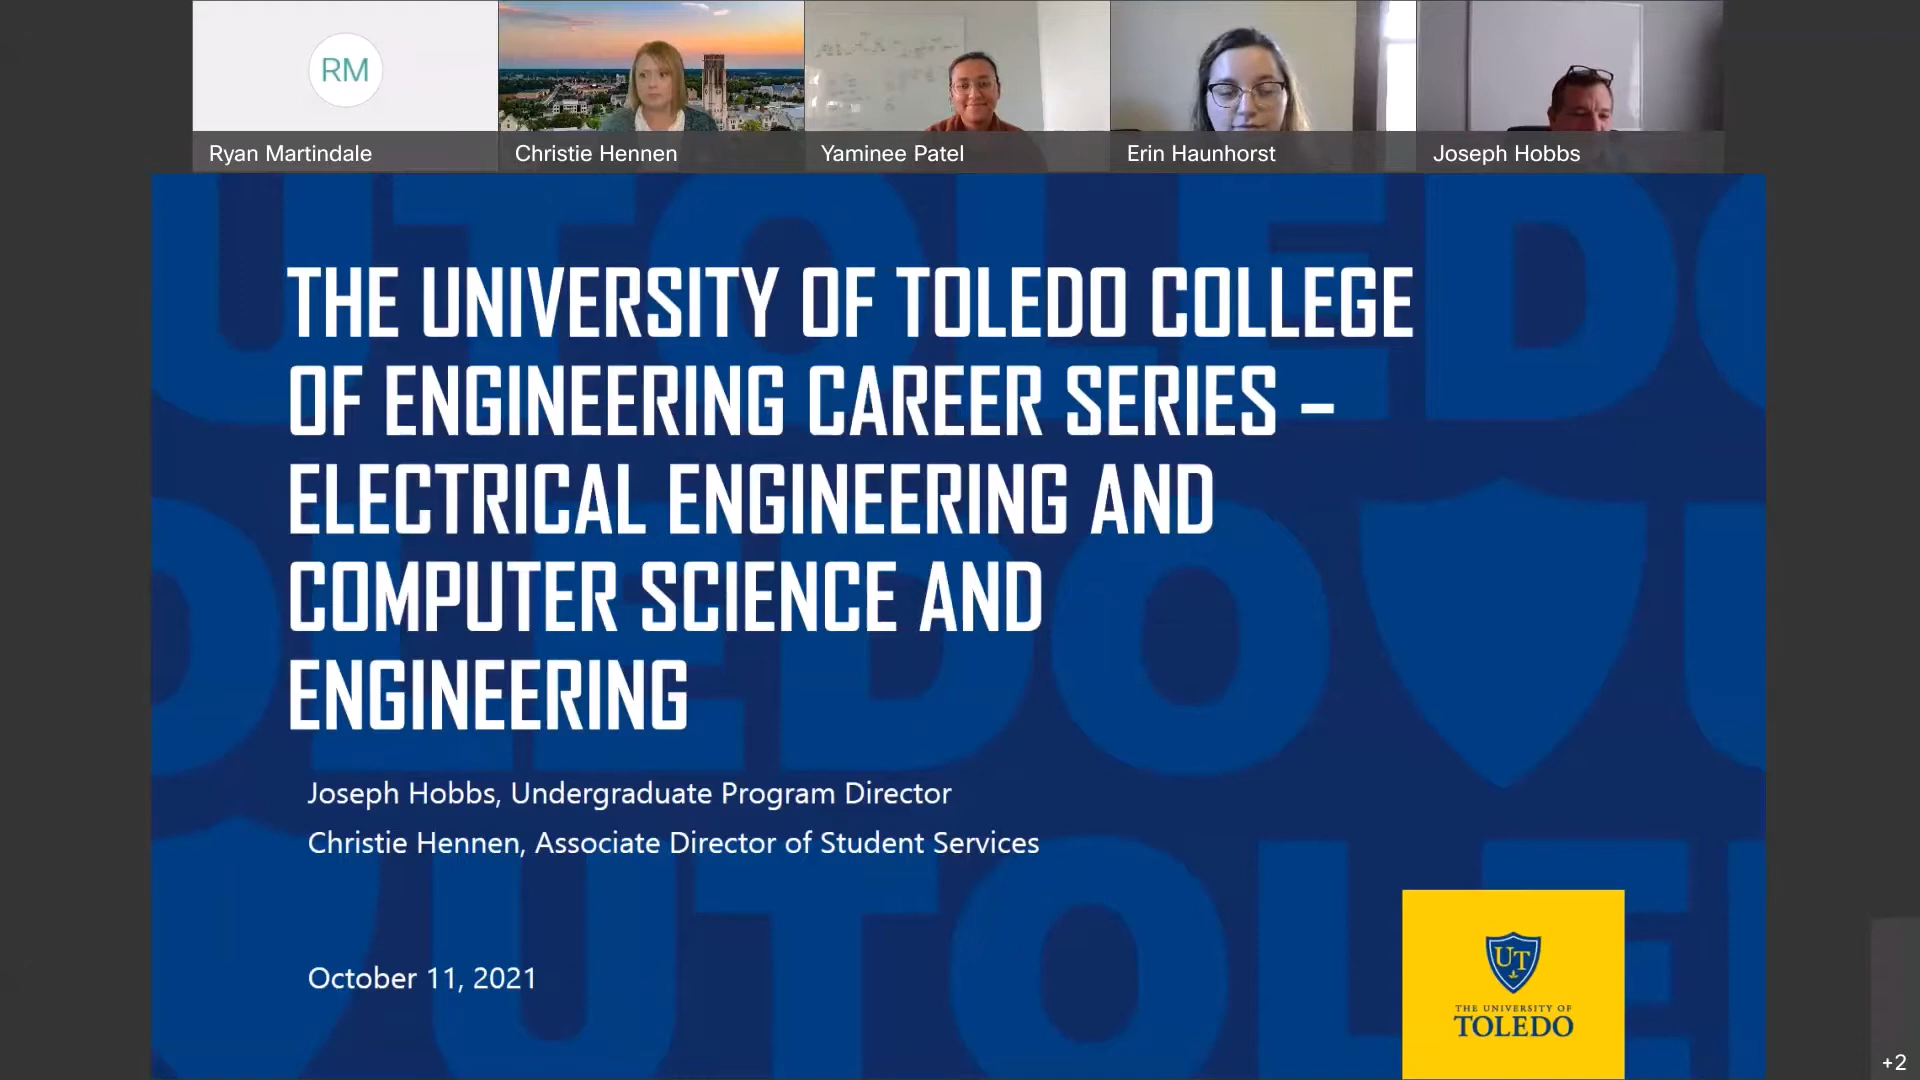 RM
Ryan Martindale
Christie Hennen
Yaminee Patel
Erin Haunhorst
Joseph Hobbs
THE UNIVERSITY OF TOLEDO COLLEGE
OF ENGINEERING CAREER SERIES –
ELECTRICAL ENGINEERING AND
COMPUTER SCIENCE AND
ENGINEERING
Joseph Hobbs, Undergraduate Program Director
Christie Hennen, Associate Director of Student Services
October 11, 2021
UT
THE UNIVERSITY OF
TOLEDO
+2